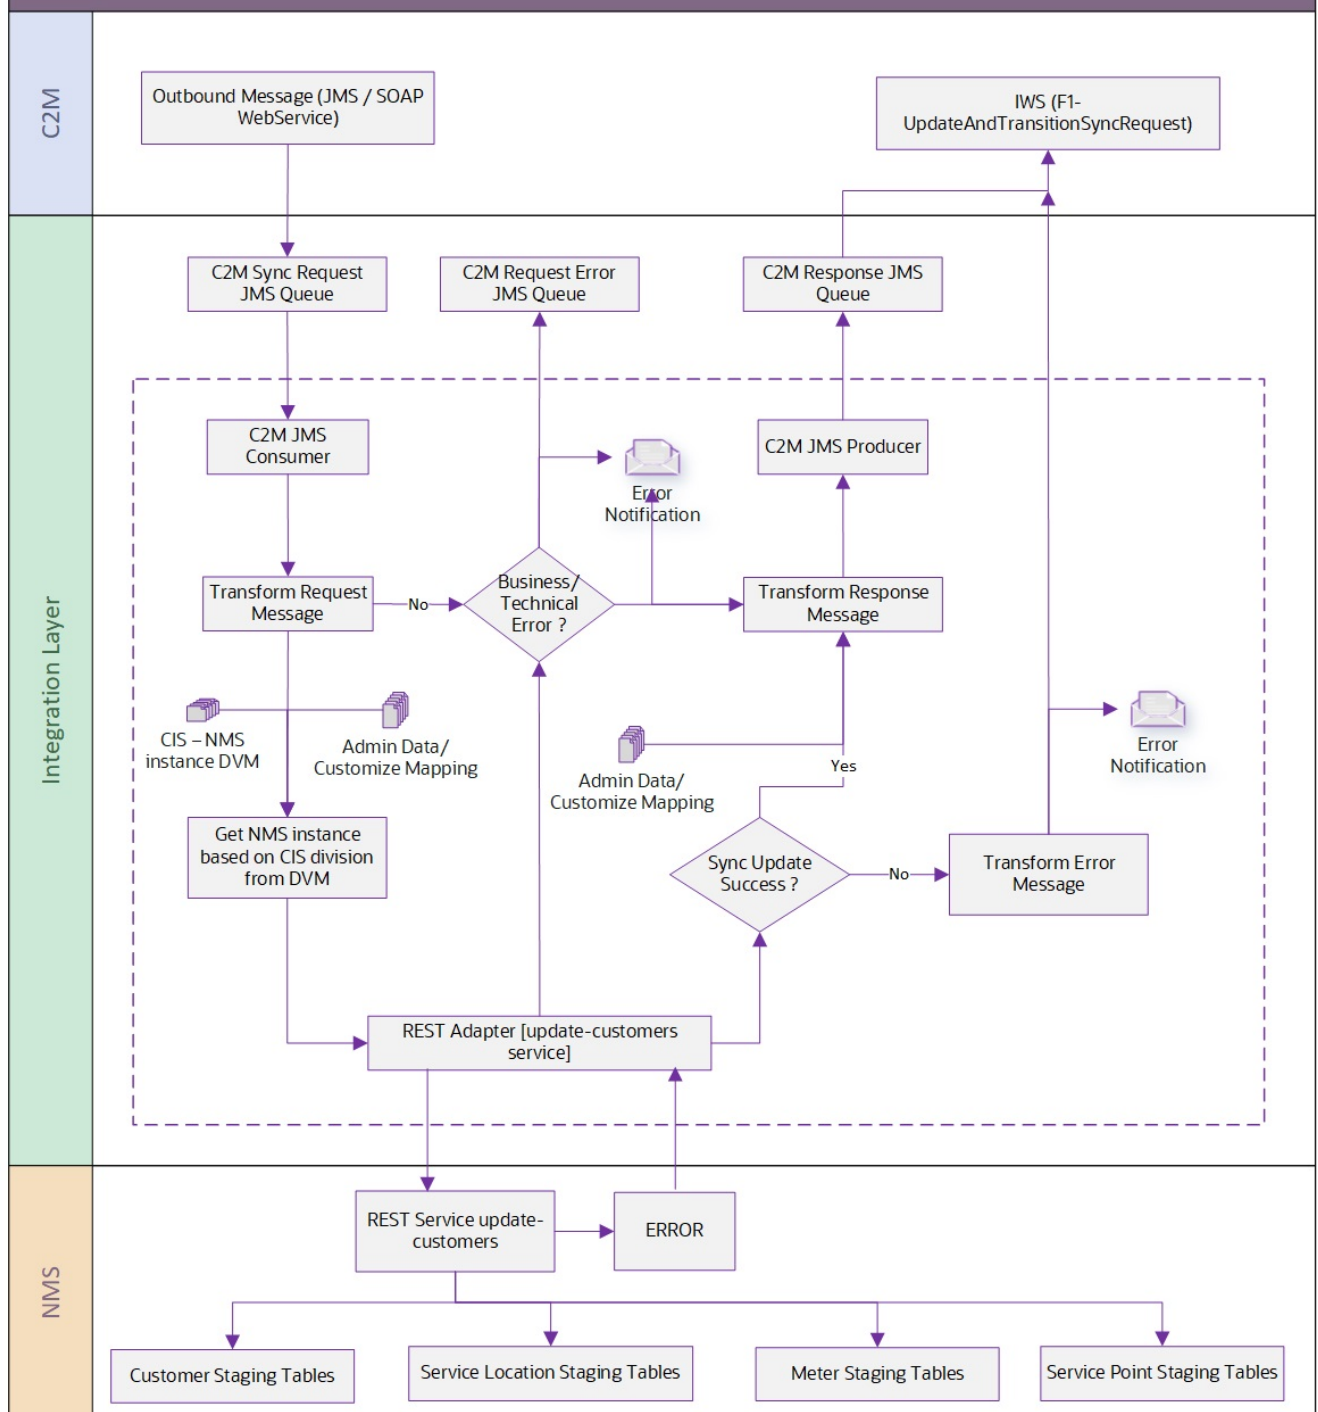 C2M
Outbound Message (JMS / SOAP
WebService)
IWS (F1-
UpdateAndTransitionSyncRequest)
Integration Layer
C2M Sync Request
JMS Queue
C2M Request Error
JMS Queue
C2M Response JMS
Queue
C2M JMS
Consumer
Error
Notification
C2M JMS Producer
Transform Request
Message
No
Business/
Technical
Error ?
Transform Response
Message
CIS – NMS
instance DVM
Admin Data/
Customize Mapping
Admin Data/
Customize Mapping
Yes
Error
Notification
Get NMS instance
based on CIS division
from DVM
Sync Update
Success ?
No
Transform Error
Message
REST Adapter [update-customers
service]
NMS
REST Service update-
customers
ERROR
Customer Staging Tables
Service Location Staging Tables
Meter Staging Tables
Service Point Staging Tables